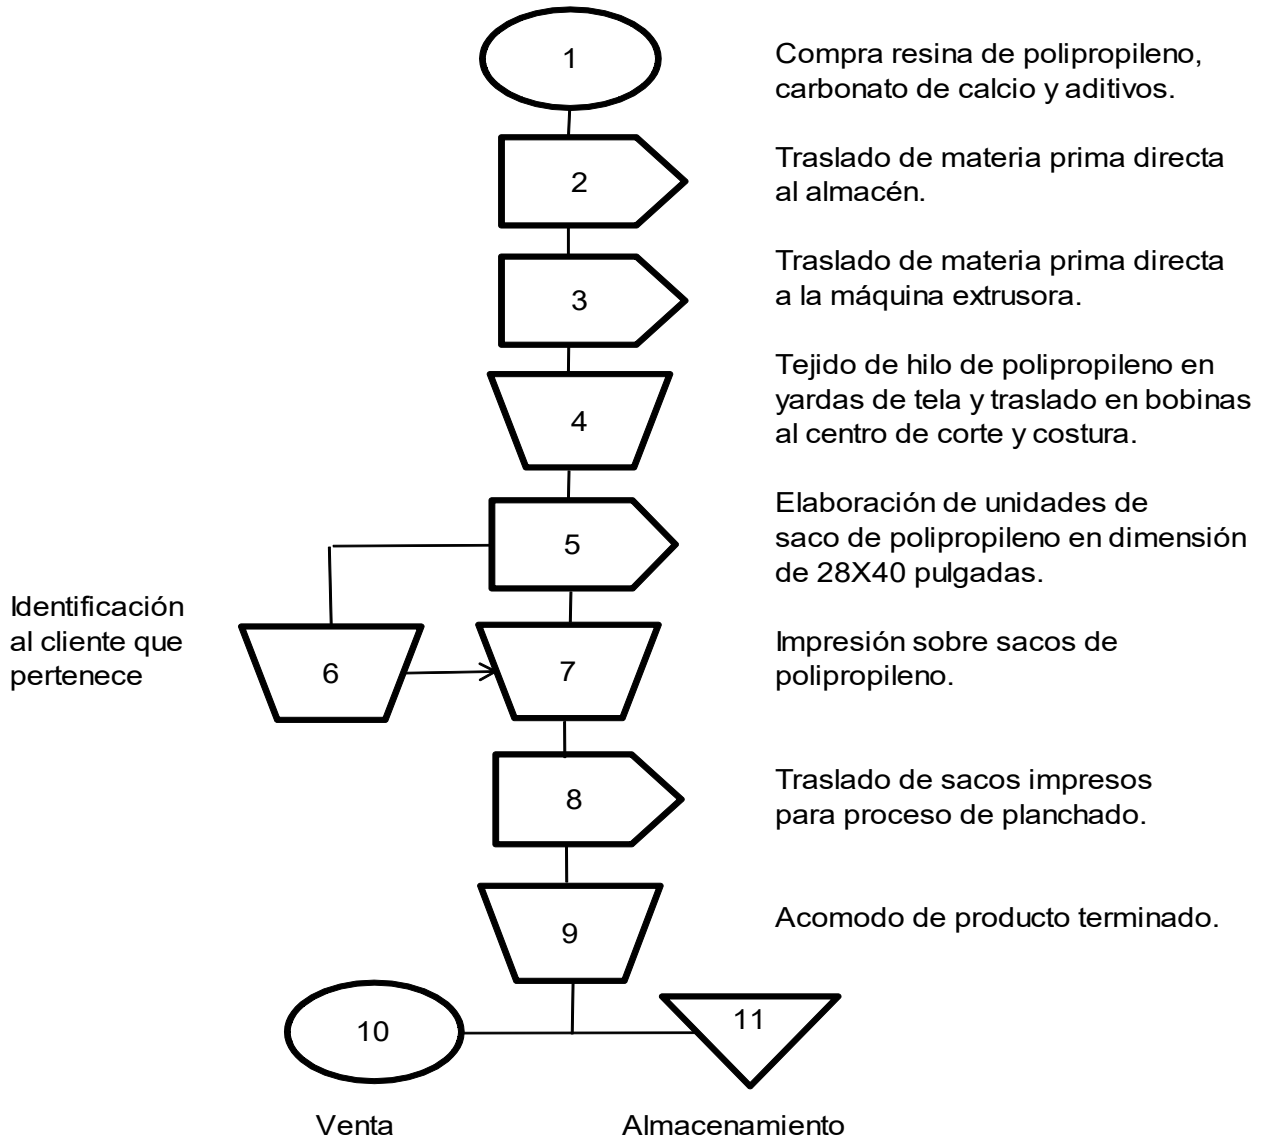 1
Compra resina de polipropileno,
carbonato de calcio y aditivos.
2
Traslado de materia prima directa
al almacén.
3
Traslado de materia prima directa
a la máquina extrusora.
4
Tejido de hilo de polipropileno en
yardas de tela y traslado en bobinas
al centro de corte y costura.
5
Elaboración de unidades de
saco de polipropileno en dimensión
de 28X40 pulgadas.
Identificación
al cliente que
pertenece
6
7
Impresión sobre sacos de
polipropileno.
8
Traslado de sacos impresos
para proceso de planchado.
9
Acomodo de producto terminado.
10
11
Venta
Almacenamiento